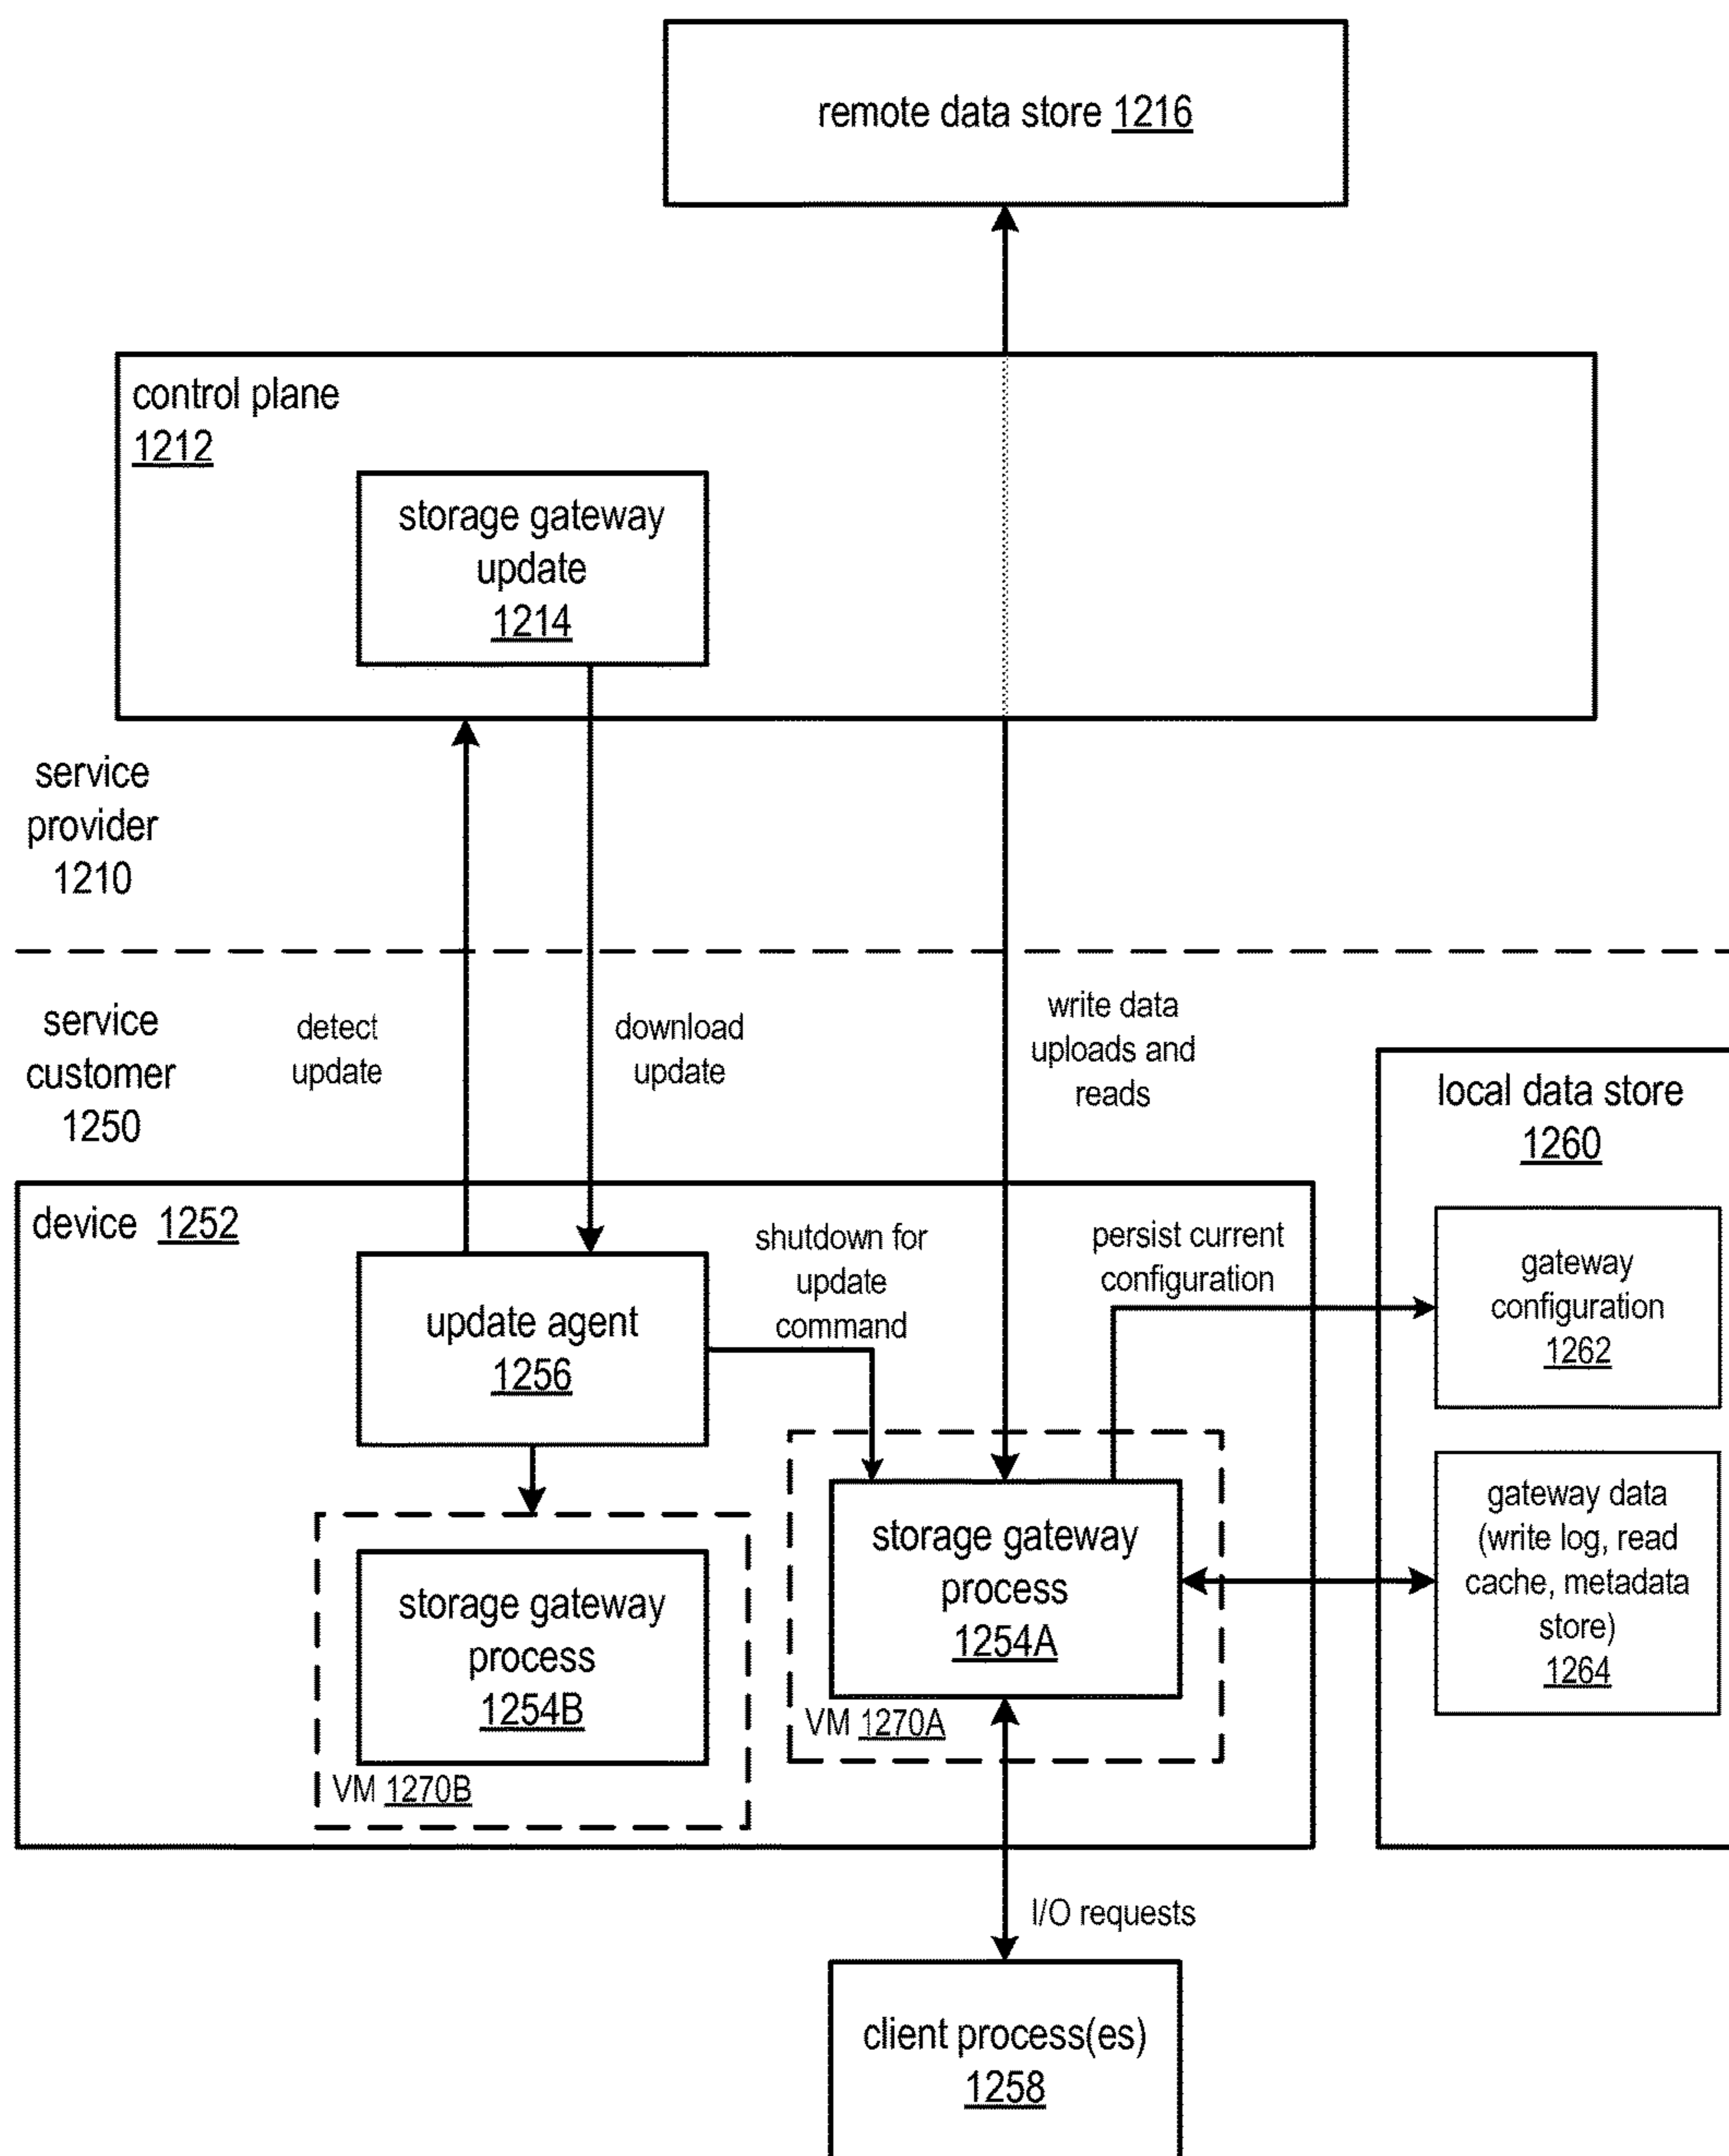 remote data store 1216
control plane
1212
storage gateway
update
1214
service
provider
1210
service
customer
1250
detect
update
download
update
write data
uploads and
reads
local data store
1260
device 1252
shutdown for
update
command
persist current
configuration
gateway
configuration
1262
update agent
1256
gateway data
(write log, read
cache, metadata
store)
1264
storage gateway
process
1254A
VM 1270A
storage gateway
process
1254B
VM 1270B
I/O requests
client process(es)
1258